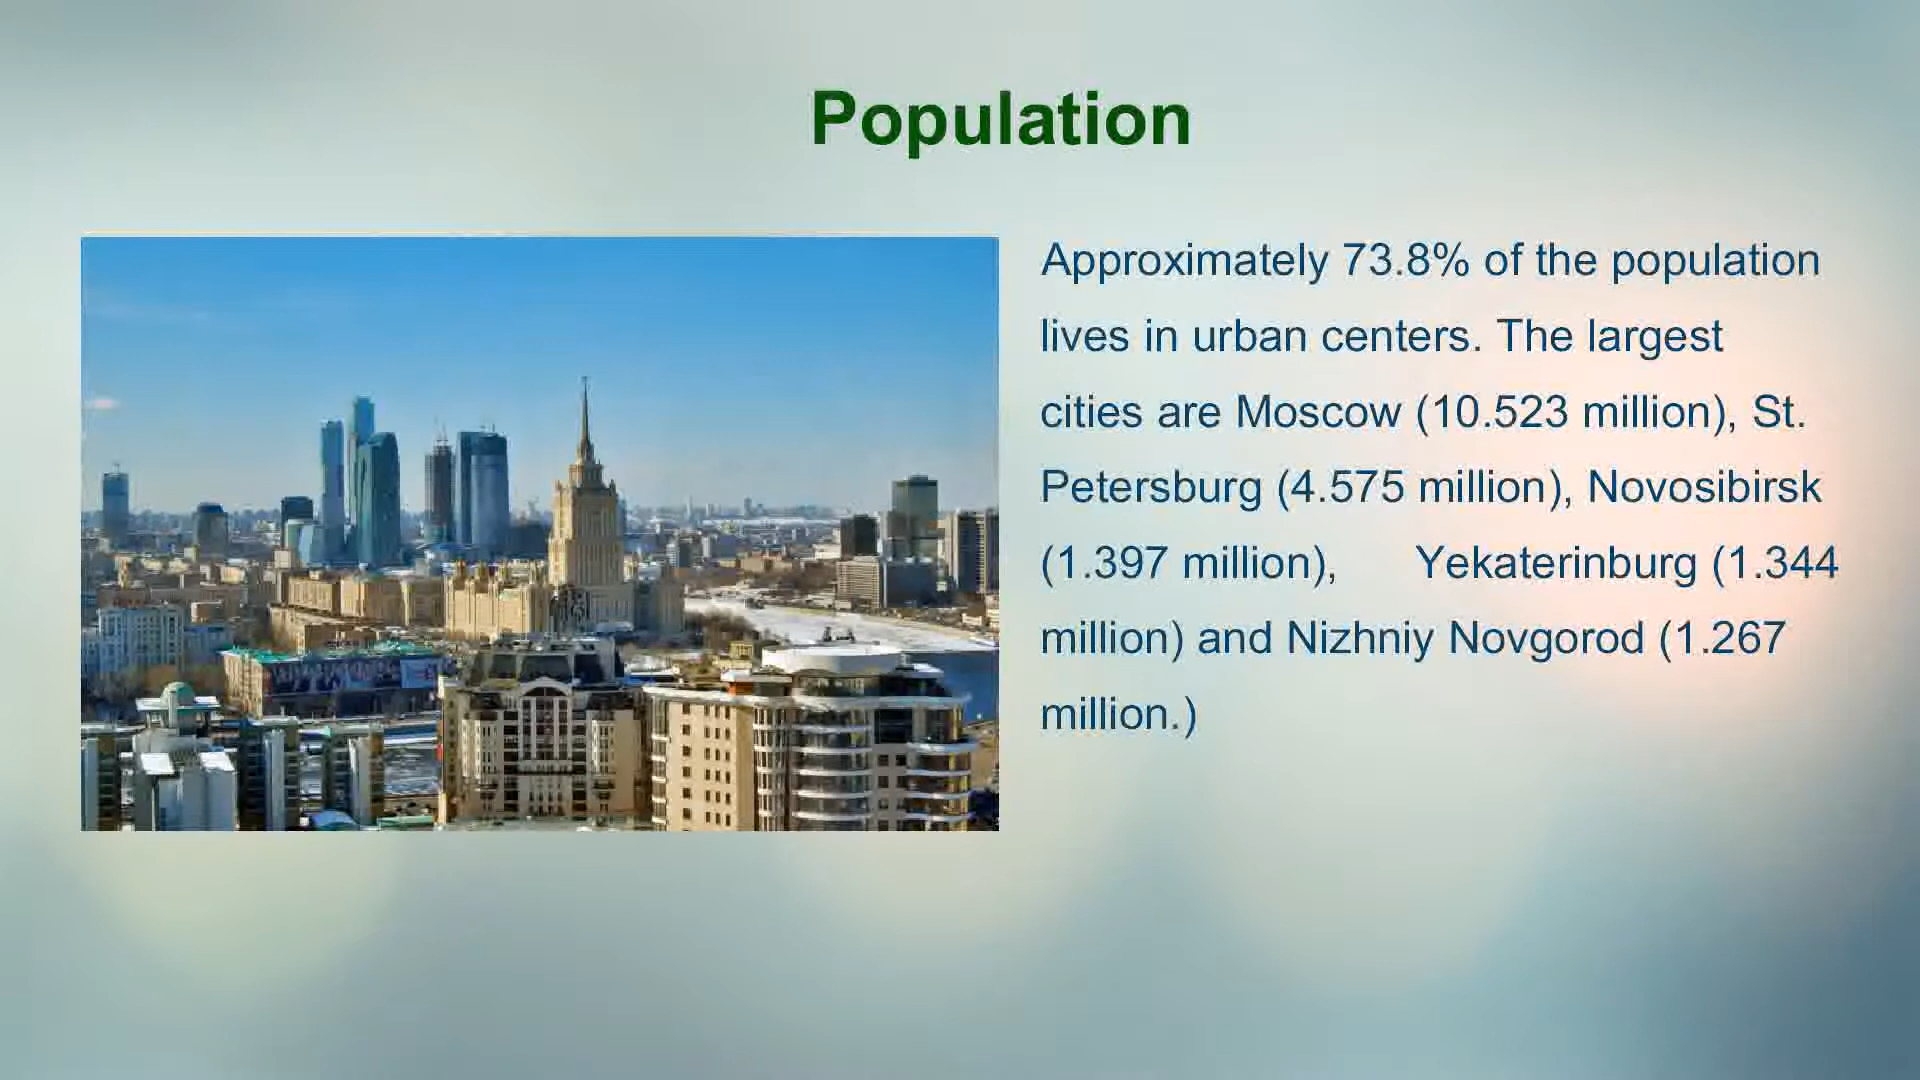 Population
Approximately 73.8% of the population
lives in urban centers. The largest
cities are Moscow (10.523 million), St.
Petersburg (4.575 million), Novosibirsk
(1.397 million), Yekaterinburg (1.344
million) and Nizhniy Novgorod (1.267
million.)